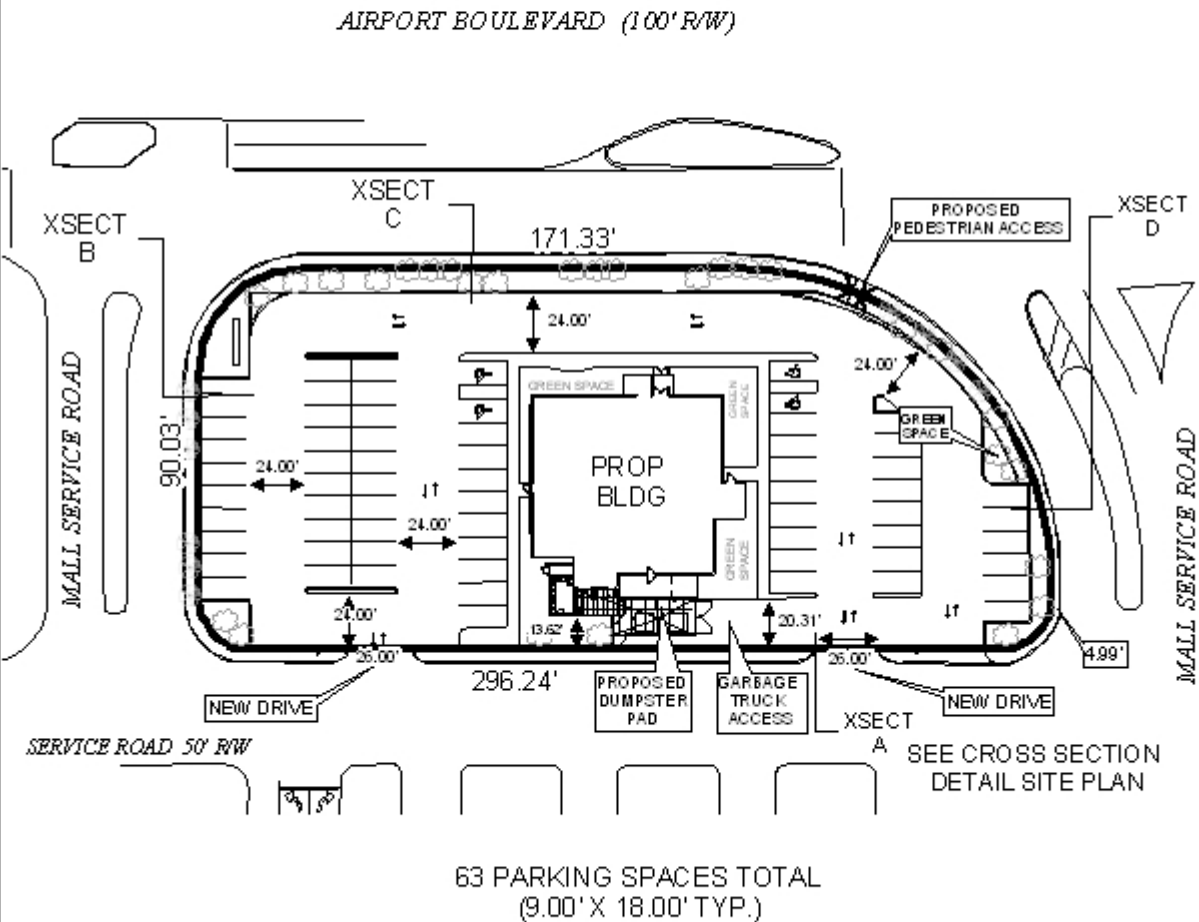 AIRPORT BOULEVARD (100' R/W)
XSECT
C
XSECT
B
PROPOSED
PEDESTRIAN ACCESS
XSECT
D
171.33'
24.00'
24.00'
GREEN SPACE
GREEN
SPACE
GREEN
SPACE
MALL SERVICE ROAD
90.03'
24.00'
24.00'
PROP
BLDG
GREEN
SPACE
MALL SERVICE ROAD
24.00'
13.62'
20.31'
26.00'
26.00'
4.99'
296.24'
NEW DRIVE
PROPOSED
DUMPSTER
PAD
GARBAGE
TRUCK
ACCESS
NEW DRIVE
XSECT
A
SERVICE ROAD 50' R/W
SEE CROSS SECTION
DETAIL SITE PLAN
63 PARKING SPACES TOTAL
(9.00' X 18.00' TYP.)